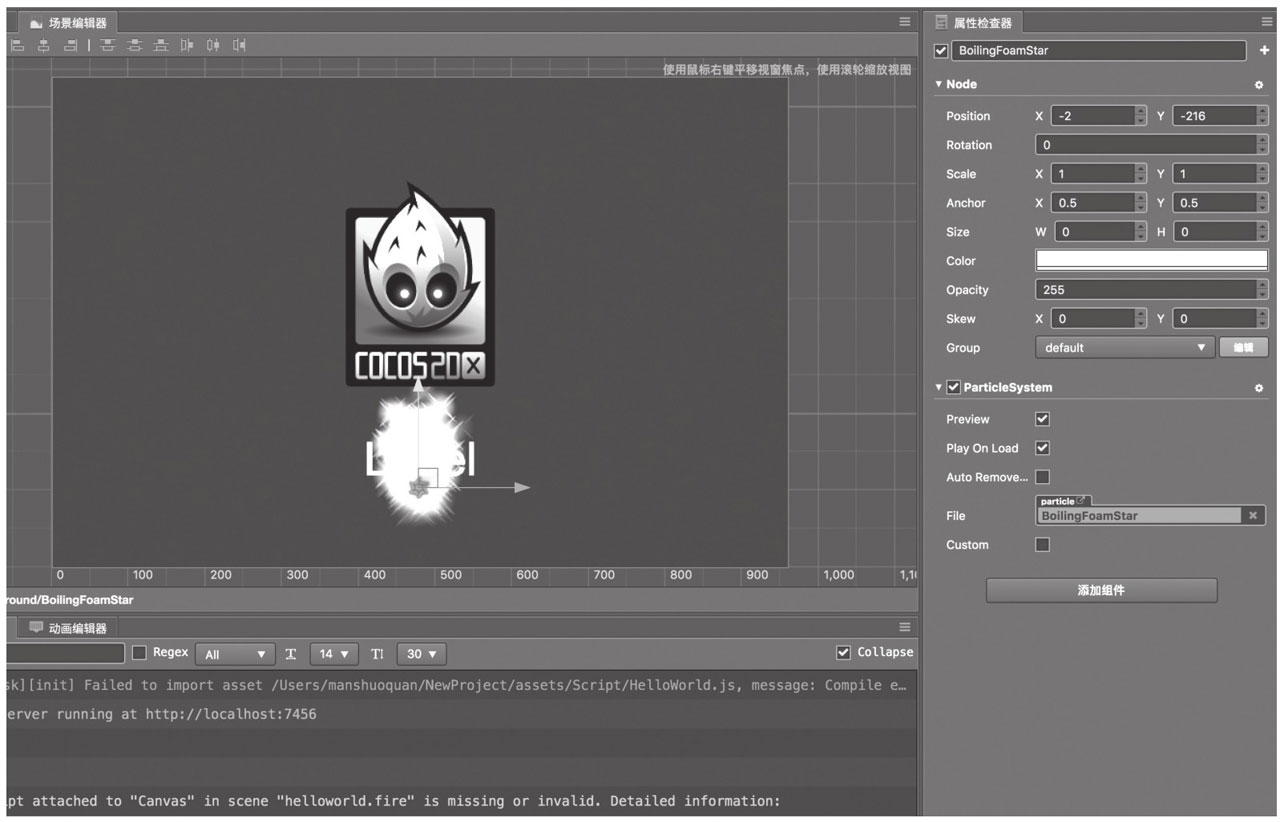 场景编辑器
使用鼠标右键平移视窗焦点，使用滚轮缩放视图
COCOS2DX
L el
0 100 200 300 400 500 600 700 800 900 1,000 1,10
round/BoilingFoamStar
动画编辑器
Regex All 14 30 Collapse
sk][init] Failed to import asset /Users/manshuoquan/NewProject/assets/Script/HelloWorld.js, message: Compile e…
erver running at http://localhost:7456
ipt attached to "Canvas" in scene "helloworld.fire" is missing or invalid. Detailed information:
属性检查器
BoilingFoamStar
Node
Position X -2 Y -216
Rotation 0
Scale X 1 Y 1
Anchor X 0.5 Y 0.5
Size W 0 H 0
Color
Opacity 255
Skew X 0 Y 0
Group default 编辑
ParticleSystem
Preview
Play On Load
Auto Remove...
particle
File BoilingFoamStar
Custom
添加组件